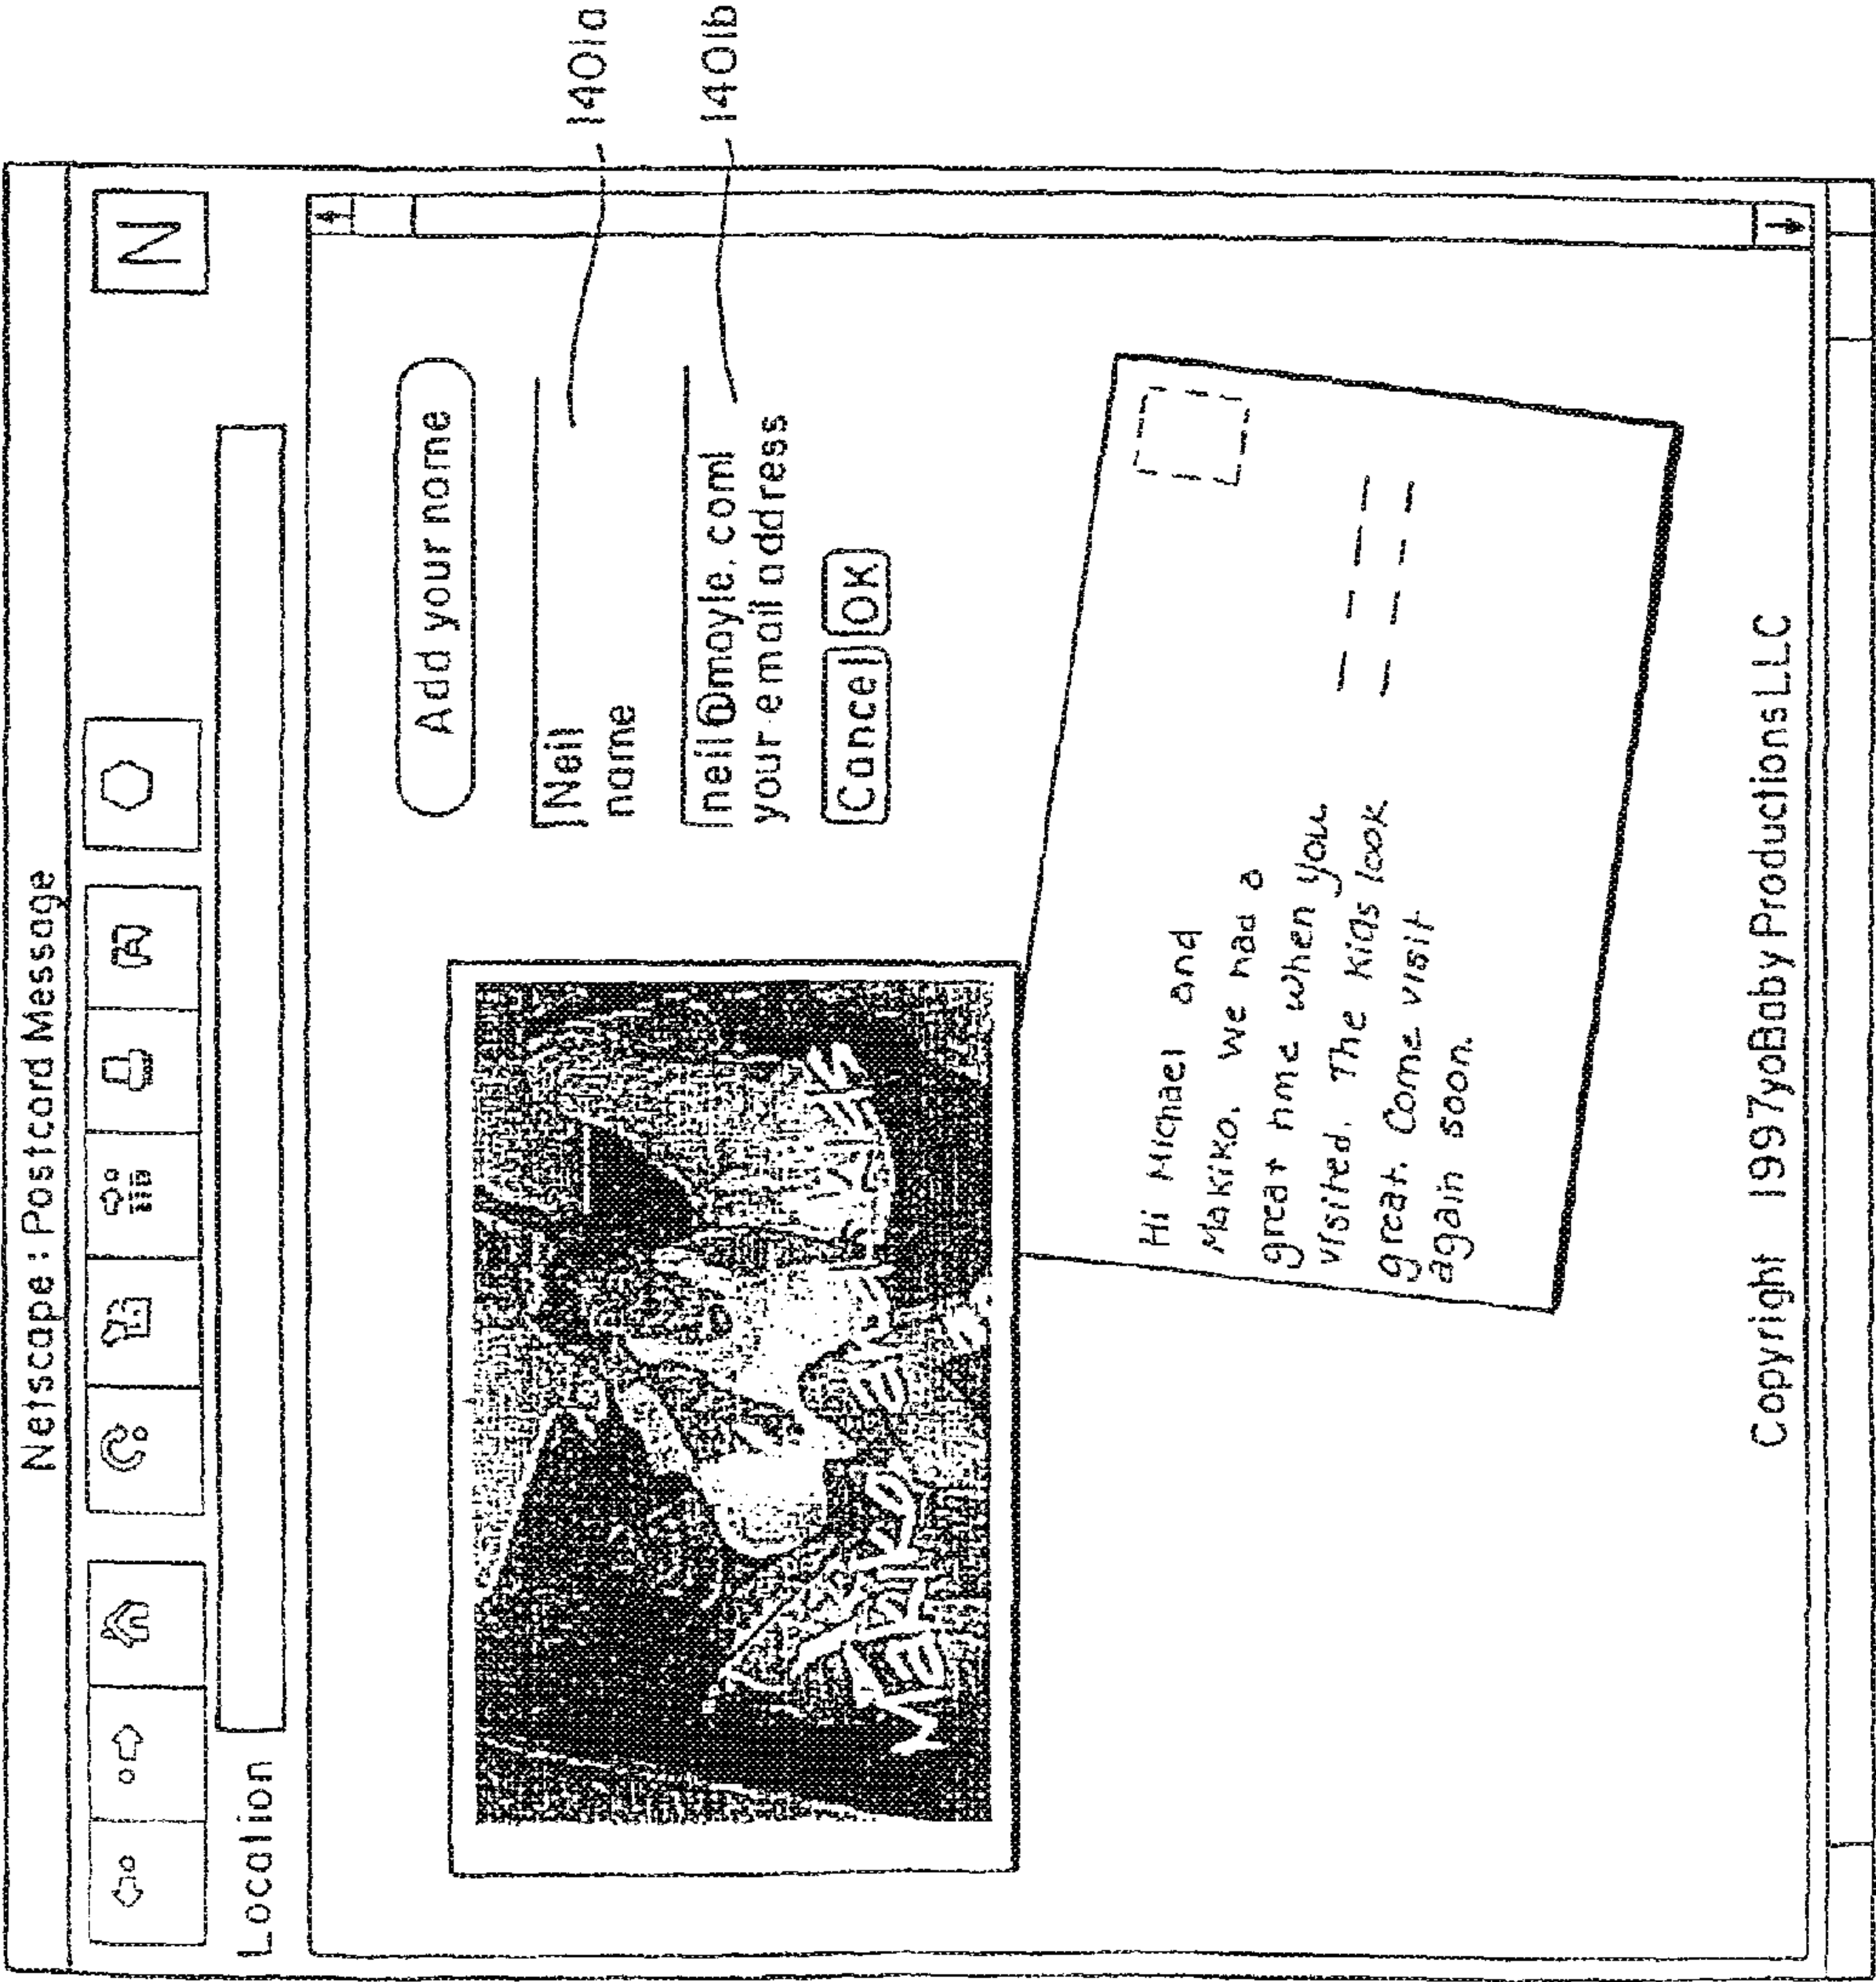 Netscape : Postcard Message
N
Location
Add your name
Neil
name
1401a
neil@mayle.com
your email address
1401b
Cancel OK
Hi Michael and
Makiko. We had a
great time when you
visited. The kids look
great. Come visit
again soon.
Copyright 1997 yoBaby Productions LLC